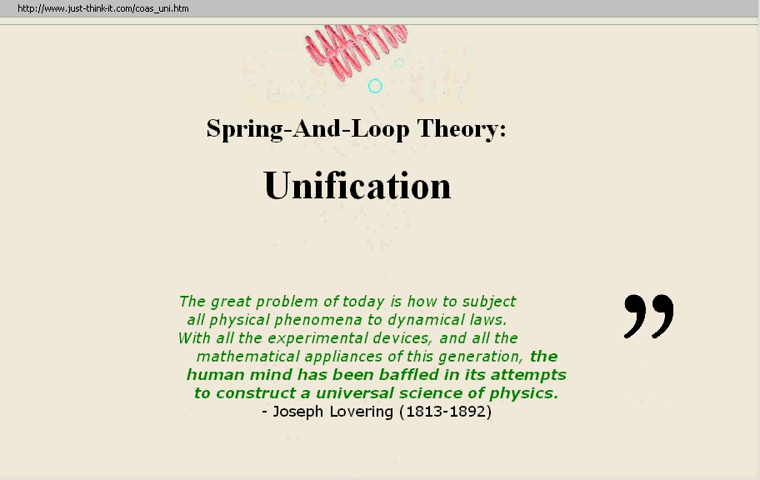 http://www.just-think-it.com/coas_uni.htm
Spring-And-Loop Theory:
Unification
The great problem of today is how to subject
all physical phenomena to dynamical laws.
With all the experimental devices, and all the
mathematical appliances of this generation, the
human mind has been baffled in its attempts
to construct a universal science of physics.
- Joseph Lovering (1813-1892)
”